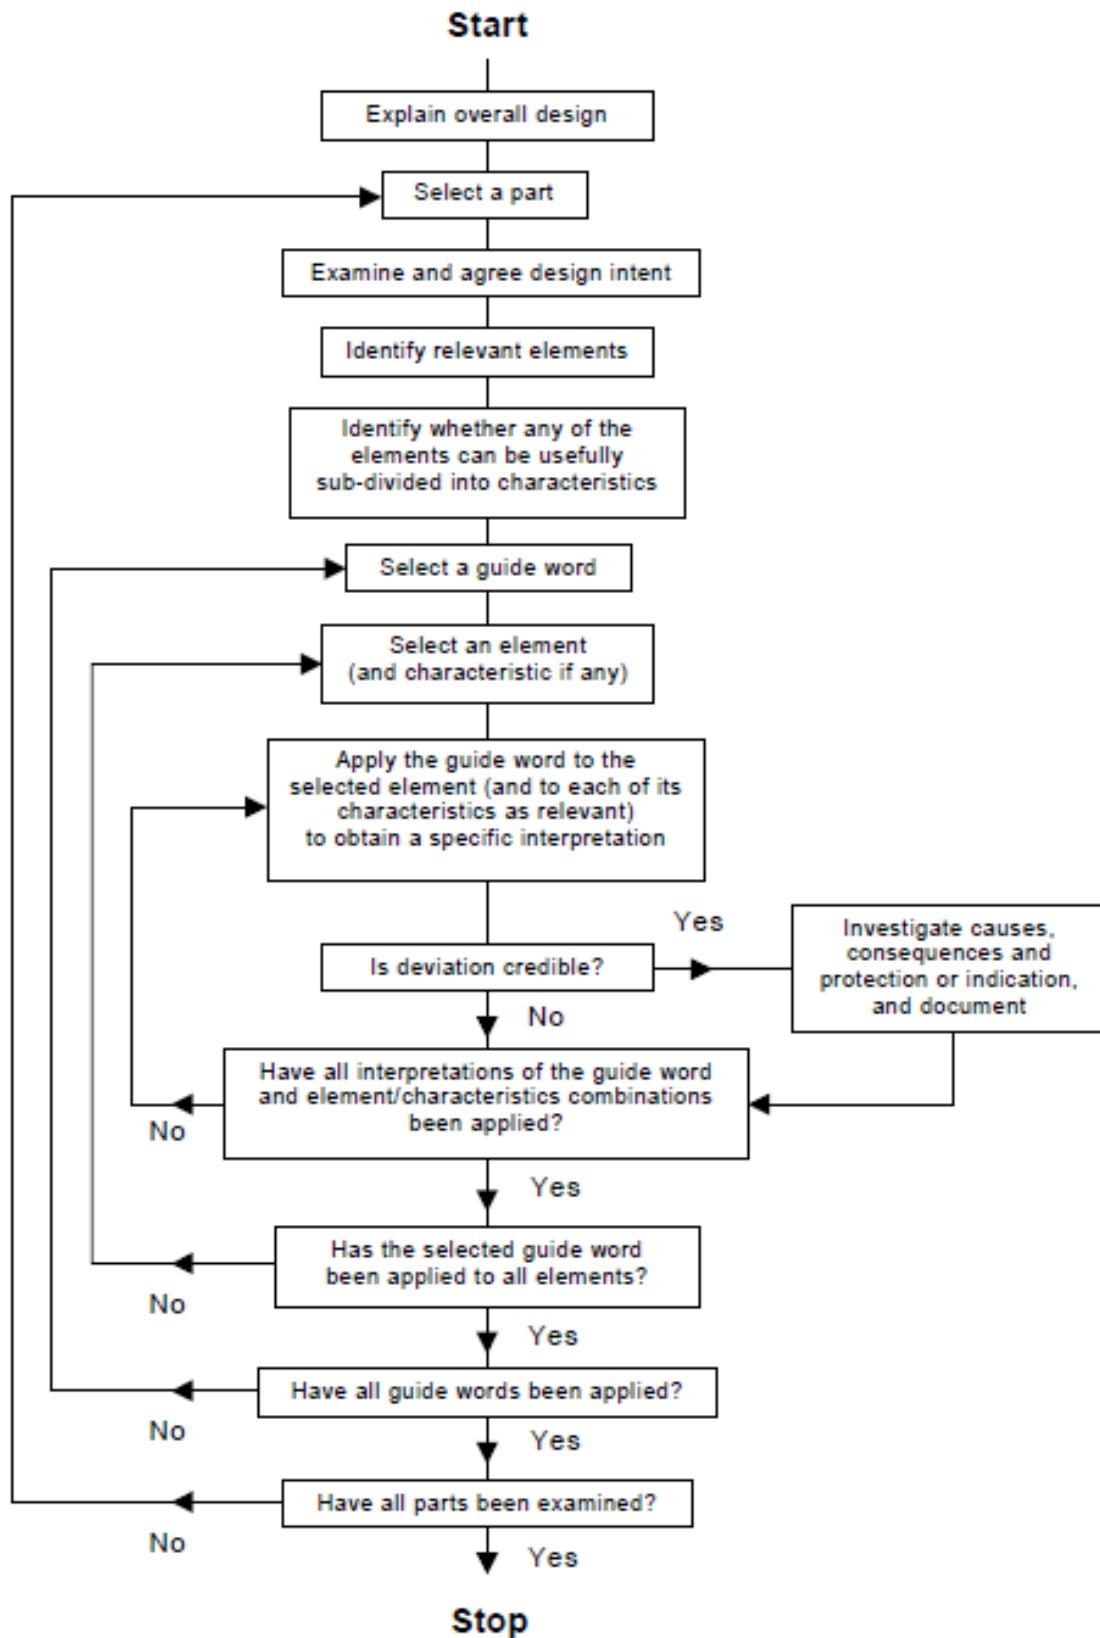 Start
Explain overall design
Select a part
Examine and agree design intent
Identify relevant elements
Identify whether any of the
elements can be usefully
sub-divided into characteristics
Select a guide word
Select an element
(and characteristic if any)
Apply the guide word to the
selected element (and to each of its
characteristics as relevant)
to obtain a specific interpretation
Yes
Investigate causes,
consequences and
protection or indication,
and document
Is deviation credible?
No
Have all interpretations of the guide word
and element/characteristics combinations
been applied?
No
Yes
Has the selected guide word
been applied to all elements?
No
Yes
Have all guide words been applied?
No
Yes
Have all parts been examined?
No
Yes
Stop